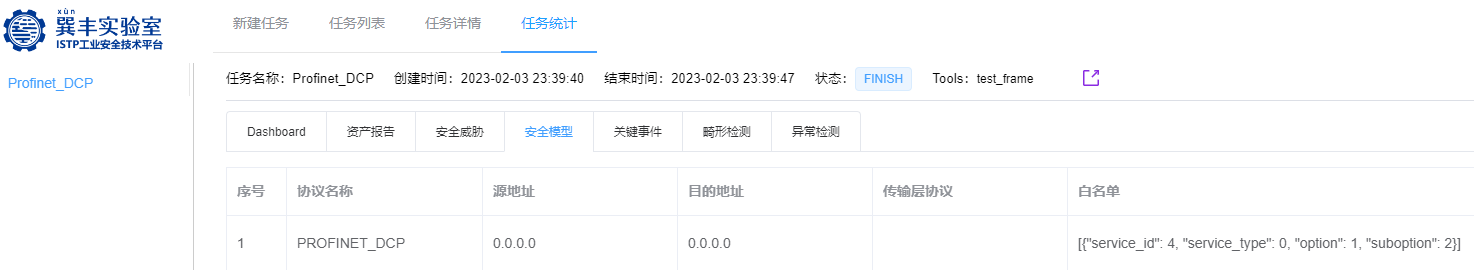 xùn
巽丰实验室
ISTP工业安全技术平台
新建任务 任务列表 任务详情 任务统计
Profinet_DCP
任务名称：Profinet_DCP 创建时间：2023-02-03 23:39:40 结束时间：2023-02-03 23:39:47 状态： FINISH Tools：test_frame
Dashboard 资产报告 安全威胁 安全模型 关键事件 畸形检测 异常检测
序号 协议名称 源地址 目的地址 传输层协议 白名单
1 PROFINET_DCP 0.0.0.0 0.0.0.0 [{"service_id": 4, "service_type": 0, "option": 1, "suboption": 2}]